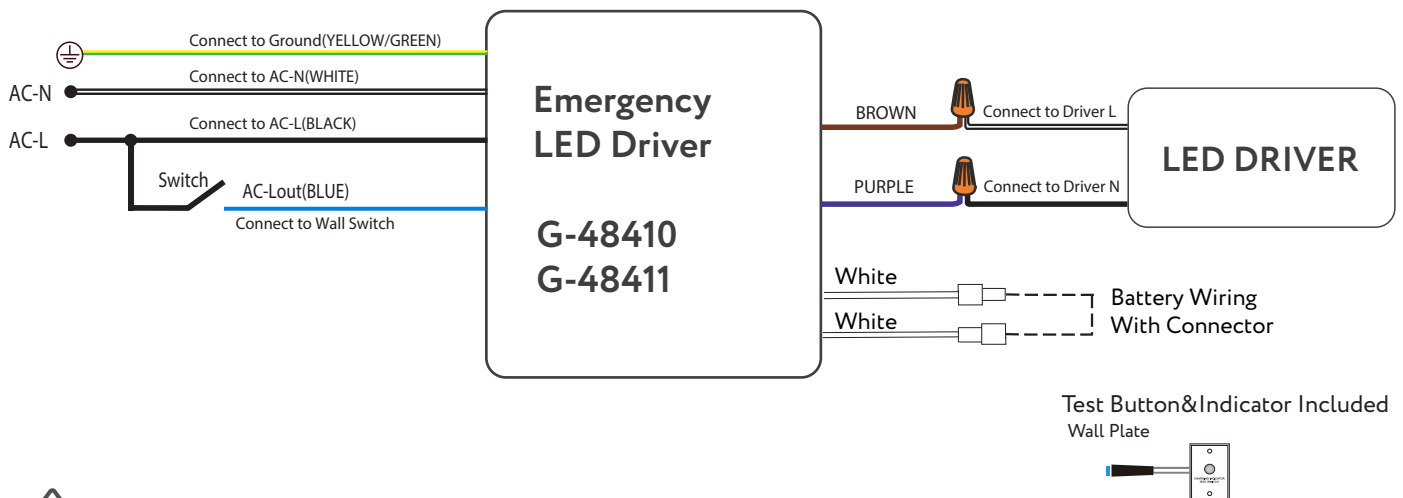 Connect to Ground(YELLOW/GREEN)
AC-N
Connect to AC-N(WHITE)
AC-L
Connect to AC-L(BLACK)
Switch
AC-Lout(BLUE)
Connect to Wall Switch
Emergency
LED Driver
G-48410
G-48411
BROWN
Connect to Driver L
PURPLE
Connect to Driver N
LED DRIVER
White
White
Battery Wiring
With Connector
Test Button&Indicator Included
Wall Plate